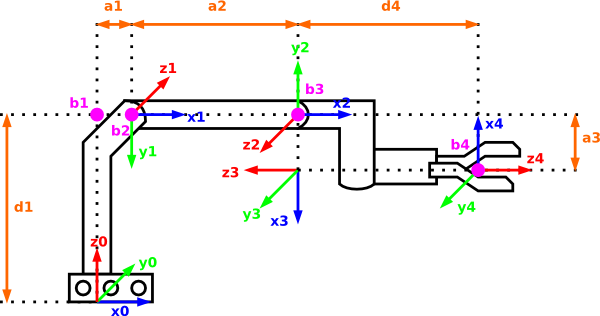 a1 a2 d4
y2
z1
b1 b3
x1 x2 x4
b2
y1 z2 b4 a3
z3 z4
d1 y3 y4
x3
z0
y0
x0